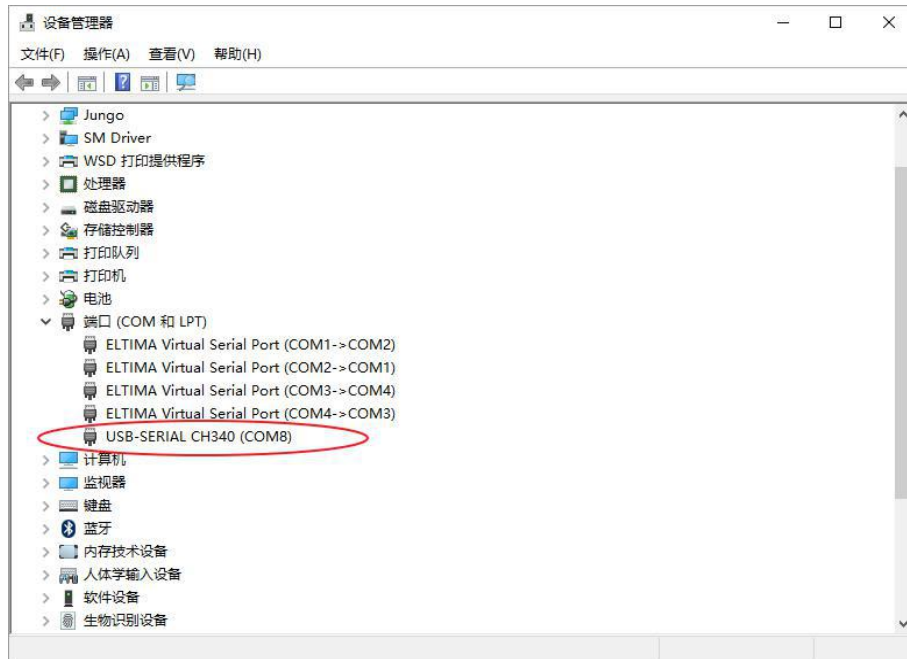 设备管理器
文件(F) 操作(A) 查看(V) 帮助(H)
Jungo
SM Driver
WSD 打印提供程序
处理器
磁盘驱动器
存储控制器
打印队列
打印机
电池
端口 (COM 和 LPT)
ELTIMA Virtual Serial Port (COM1->COM2)
ELTIMA Virtual Serial Port (COM2->COM1)
ELTIMA Virtual Serial Port (COM3->COM4)
ELTIMA Virtual Serial Port (COM4->COM3)
USB-SERIAL CH340 (COM8)
计算机
监视器
键盘
蓝牙
内存技术设备
人体学输入设备
软件设备
生物识别设备